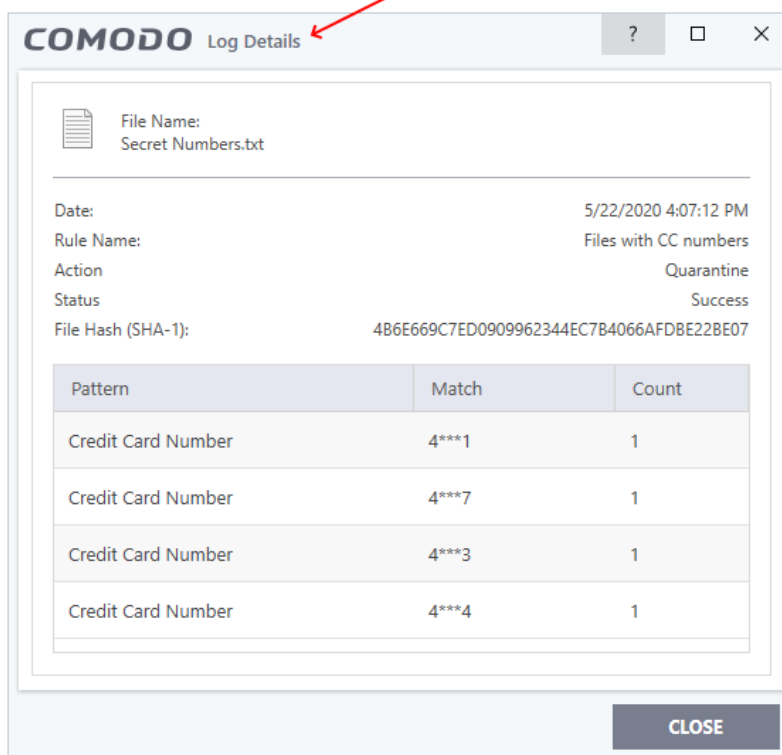 COMODO Log Details ?
File Name:
Secret Numbers.txt
Date: 5/22/2020 4:07:12 PM
Rule Name: Files with CC numbers
Action Quarantine
Status Success
File Hash (SHA-1): 4B6E669C7ED0909962344EC7B4066AFDBE22BE07
Pattern Match Count
Credit Card Number 4***1 1
Credit Card Number 4***7 1
Credit Card Number 4***3 1
Credit Card Number 4***4 1
CLOSE